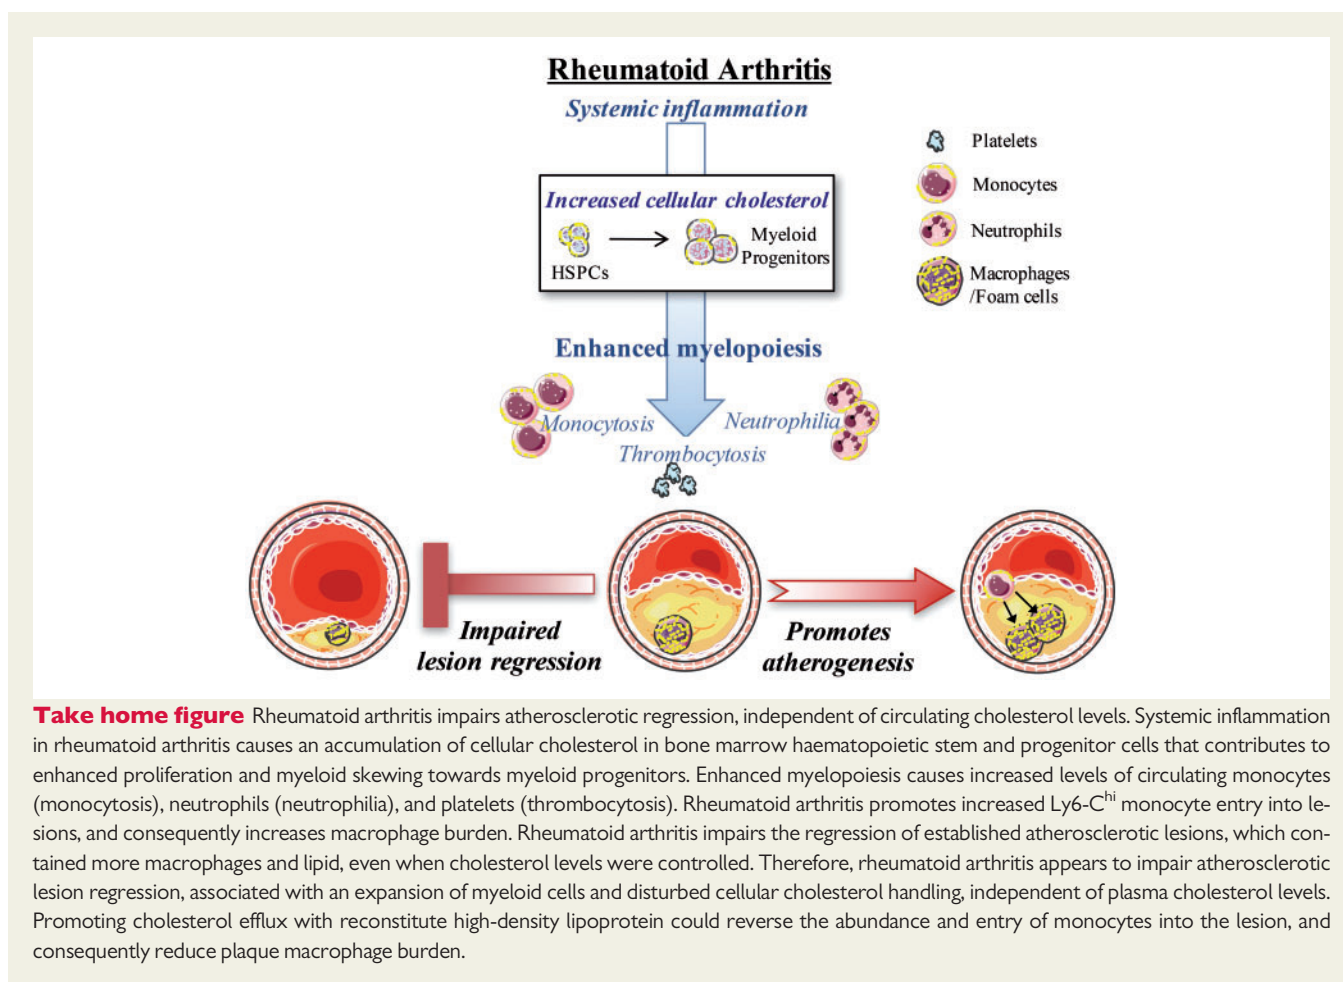 Rheumatoid Arthritis
Systemic inflammation
Increased cellular cholesterol
HSPCs
Myeloid
Progenitors
Platelets
Monocytes
Neutrophils
Macrophages
/Foam cells
Enhanced myelopoiesis
Monocytosis
Neutrophilia
Thrombocytosis
Impaired
lesion regression
Promotes
atherogenesis
Take home figure Rheumatoid arthritis impairs atherosclerotic regression, independent of circulating cholesterol levels. Systemic inflammation
in rheumatoid arthritis causes an accumulation of cellular cholesterol in bone marrow haematopoietic stem and progenitor cells that contributes to
enhanced proliferation and myeloid skewing towards myeloid progenitors. Enhanced myelopoiesis causes increased levels of circulating monocytes
(monocytosis), neutrophils (neutrophilia), and platelets (thrombocytosis). Rheumatoid arthritis promotes increased Ly6-Chi monocyte entry into le-
sions, and consequently increases macrophage burden. Rheumatoid arthritis impairs the regression of established atherosclerotic lesions, which con-
tained more macrophages and lipid, even when cholesterol levels were controlled. Therefore, rheumatoid arthritis appears to impair atherosclerotic
lesion regression, associated with an expansion of myeloid cells and disturbed cellular cholesterol handling, independent of plasma cholesterol levels.
Promoting cholesterol efflux with reconstitute high-density lipoprotein could reverse the abundance and entry of monocytes into the lesion, and
consequently reduce plaque macrophage burden.